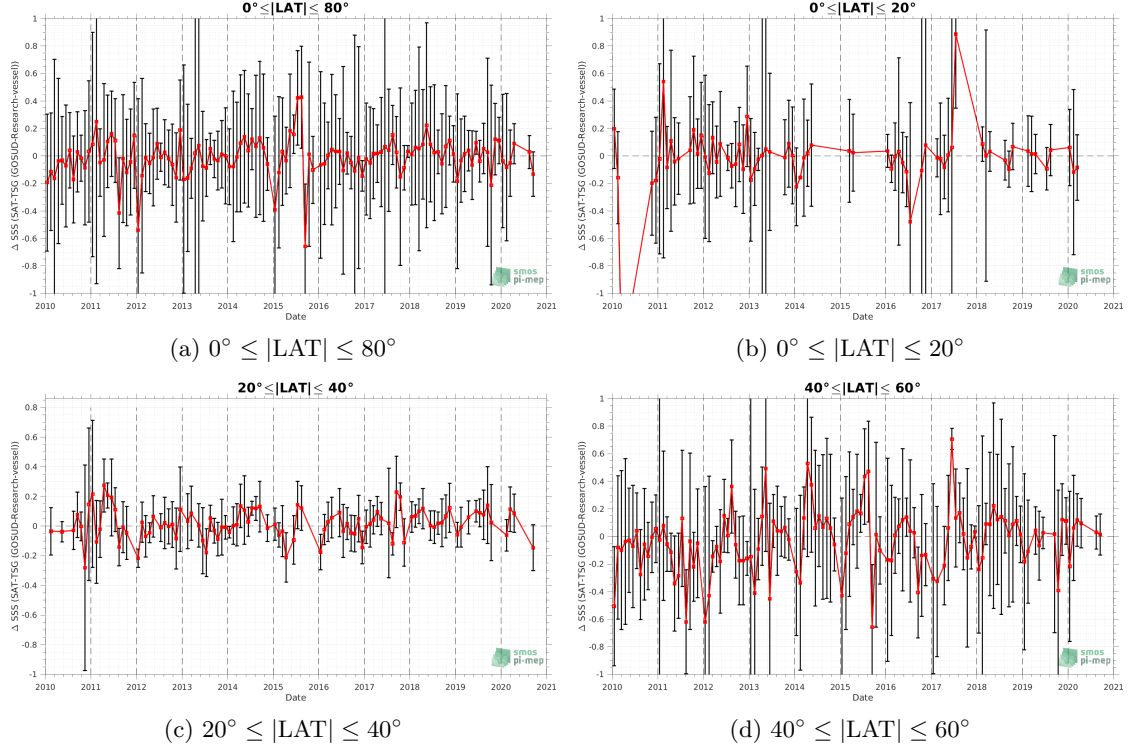 0°≤|LAT|≤ 80°
Δ SSS (SAT-TSG (GOSUD-Research-vessel))
1
0.8
0.6
0.4
0.2
0
-0.2
-0.4
-0.6
-0.8
-1
2010 2011 2012 2013 2014 2015 2016 2017 2018 2019 2020 2021
Date
smos
pi-mep
(a) 0° ≤ |LAT| ≤ 80°
0°≤|LAT|≤ 20°
Δ SSS (SAT-TSG (GOSUD-Research-vessel))
1
0.8
0.6
0.4
0.2
0
-0.2
-0.4
-0.6
-0.8
-1
2010 2011 2012 2013 2014 2015 2016 2017 2018 2019 2020 2021
Date
smos
pi-mep
(b) 0° ≤ |LAT| ≤ 20°
20°≤|LAT|≤ 40°
Δ SSS (SAT-TSG (GOSUD-Research-vessel))
0.8
0.6
0.4
0.2
0
-0.2
-0.4
-0.6
-0.8
-1
2010 2011 2012 2013 2014 2015 2016 2017 2018 2019 2020 2021
Date
smos
pi-mep
(c) 20° ≤ |LAT| ≤ 40°
40°≤|LAT|≤ 60°
Δ SSS (SAT-TSG (GOSUD-Research-vessel))
1
0.8
0.6
0.4
0.2
0
-0.2
-0.4
-0.6
-0.8
-1
2010 2011 2012 2013 2014 2015 2016 2017 2018 2019 2020 2021
Date
smos
pi-mep
(d) 40° ≤ |LAT| ≤ 60°